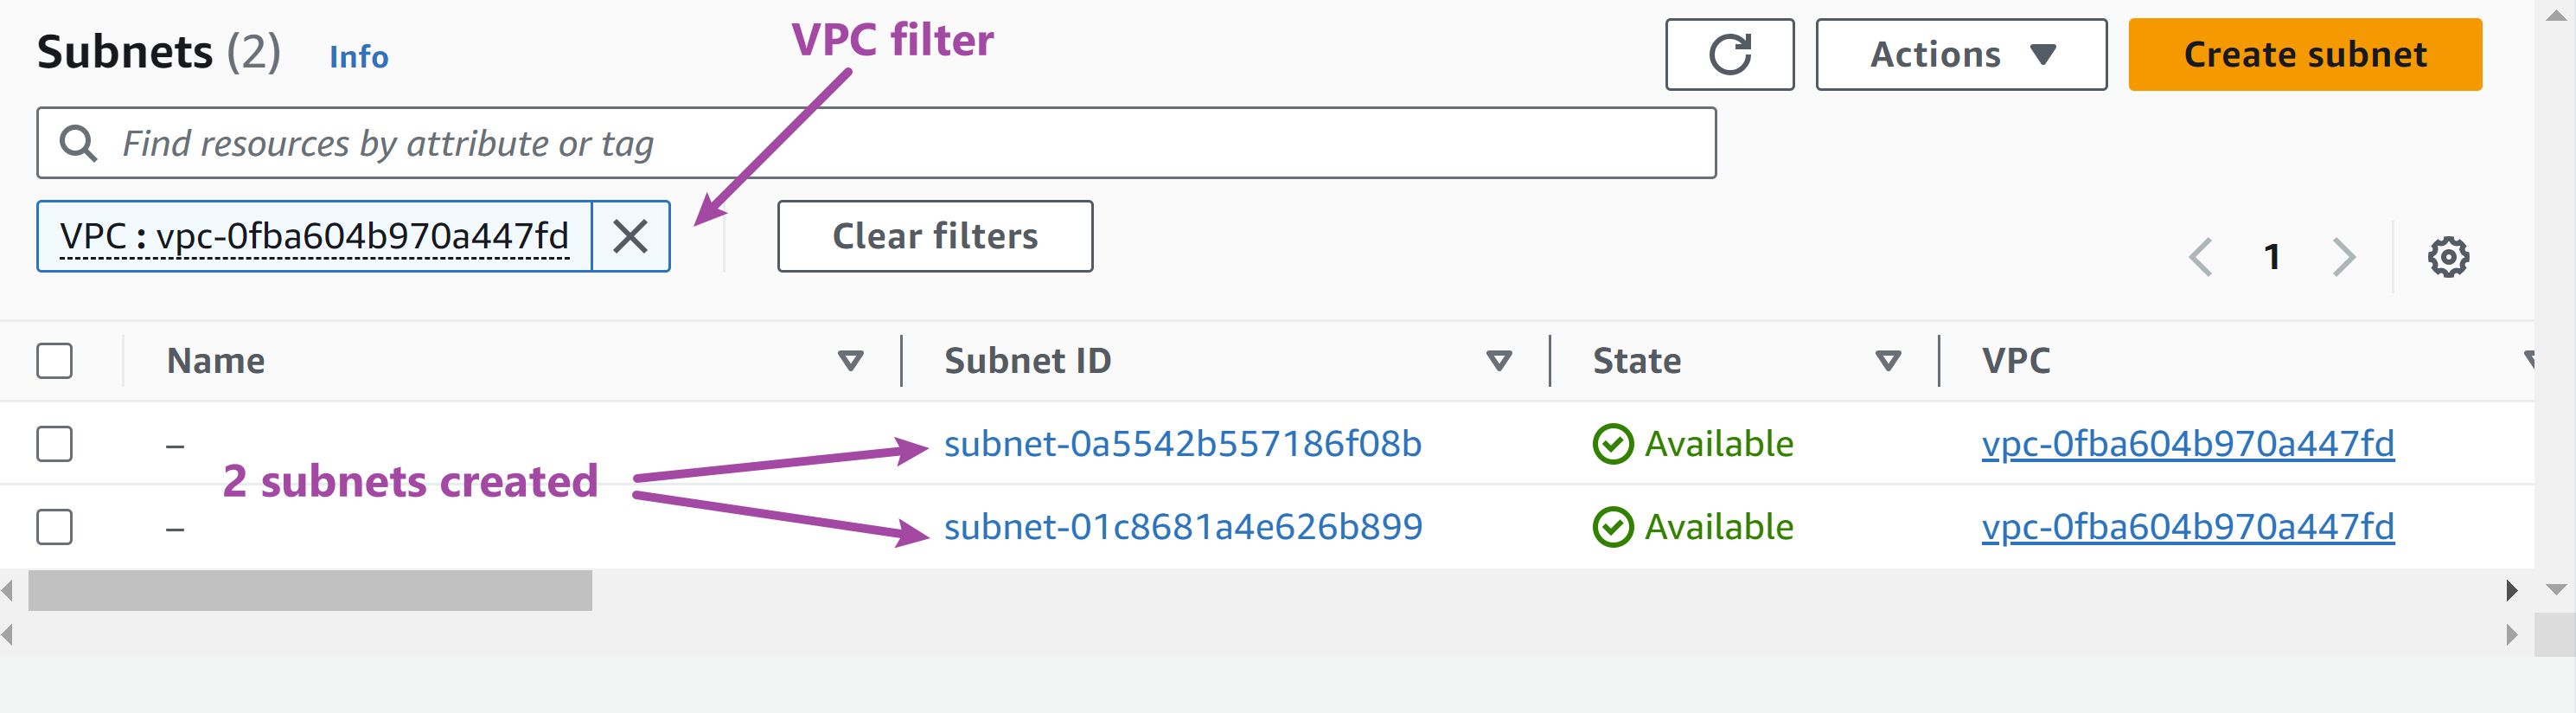 VPC filter
Subnets (2) Info
Actions
Create subnet
Find resources by attribute or tag
VPC : vpc-0fba604b970a447fd
Clear filters
1
Name Subnet ID State VPC
– subnet-0a5542b557186f08b Available vpc-0fba604b970a447fd
2 subnets created
– subnet-01c8681a4e626b899 Available vpc-0fba604b970a447fd